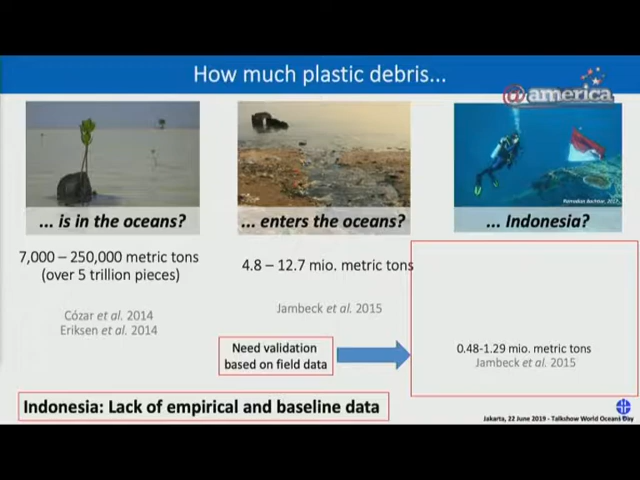 How much plastic debris...
@america
... is in the oceans?
... enters the oceans?
... Indonesia?
7,000 – 250,000 metric tons
(over 5 trillion pieces)
Cózar et al. 2014
Eriksen et al. 2014
4.8 – 12.7 mio. metric tons
Jambeck et al. 2015
Need validation
based on field data
0.48-1.29 mio. metric tons
Jambeck et al. 2015
Indonesia: Lack of empirical and baseline data
Jakarta, 22 June 2019 - Talkshow World Oceans Day